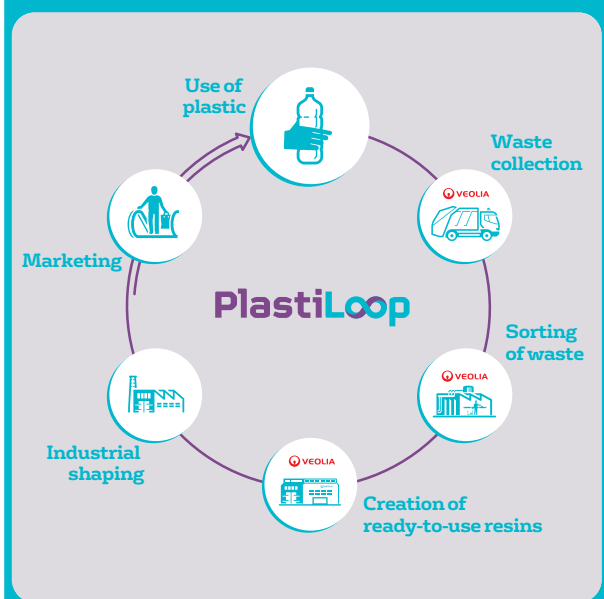 Use of
plastic
Waste
collection
VEOLIA
Marketing
PlastiLoop
Sorting
of waste
VEOLIA
Industrial
shaping
VEOLIA
Creation of
ready-to-use resins